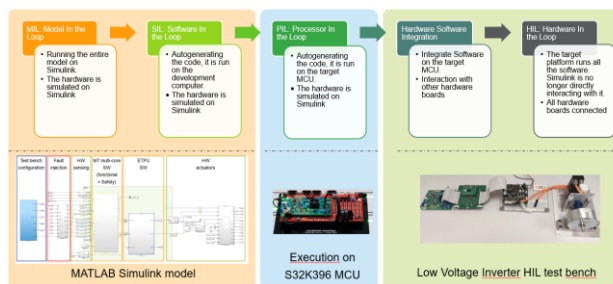 MIL: Model In the
Loop
• Running the entire
model on
Simulink.
• The hardware is
simulated on
Simulink
SIL: Software In the
Loop
• Autogenerating
the code, it is run
on the
development
computer.
• The hardware is
simulated on
Simulink
PIL: Processor In
the Loop
• Autogenerating
the code, it is run
on the target
MCU.
• The hardware is
simulated on
Simulink
Hardware Software
Integration
• Integrate Software
on the target
MCU.
• Interaction with
other hardware
boards
HIL: Hardware In
the Loop
• The target
platform runs all
the software.
Simulink is no
longer directly
interacting with it.
• All hardware
boards connected
Test bench
configuration
Fault
injection
HW
sensing
M7 multi-core
SW
(functional
+ Safety)
ETPU
SW
HW
actuators
MATLAB Simulink model
Execution on
S32K396 MCU
Low Voltage Inverter HIL test bench